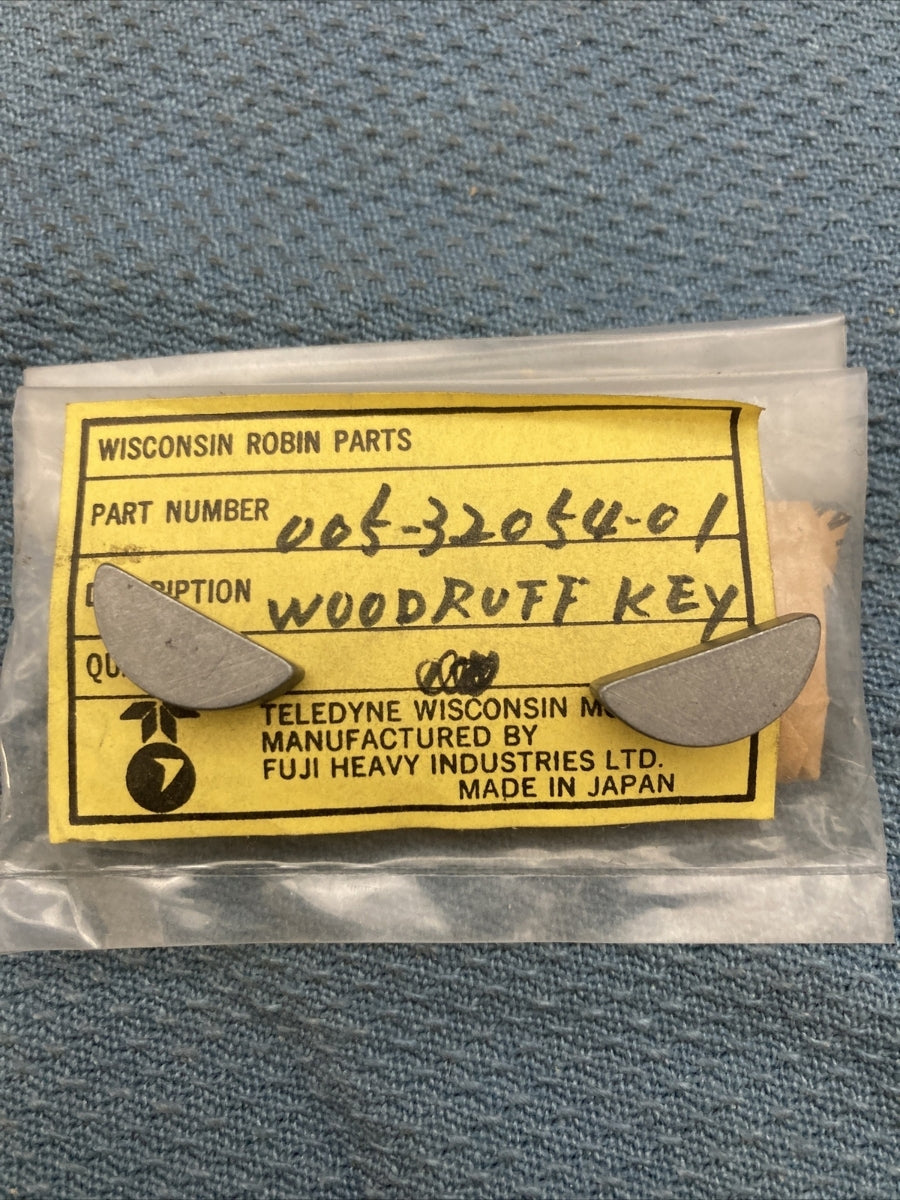 WISCONSIN ROBIN PARTS
PART NUMBER 005-32054-01
WOODRUFF KEY
TELEDYNE WISCONSIN
MANUFACTURED BY
FUJI HEAVY INDUSTRIES LTD.
MADE IN JAPAN